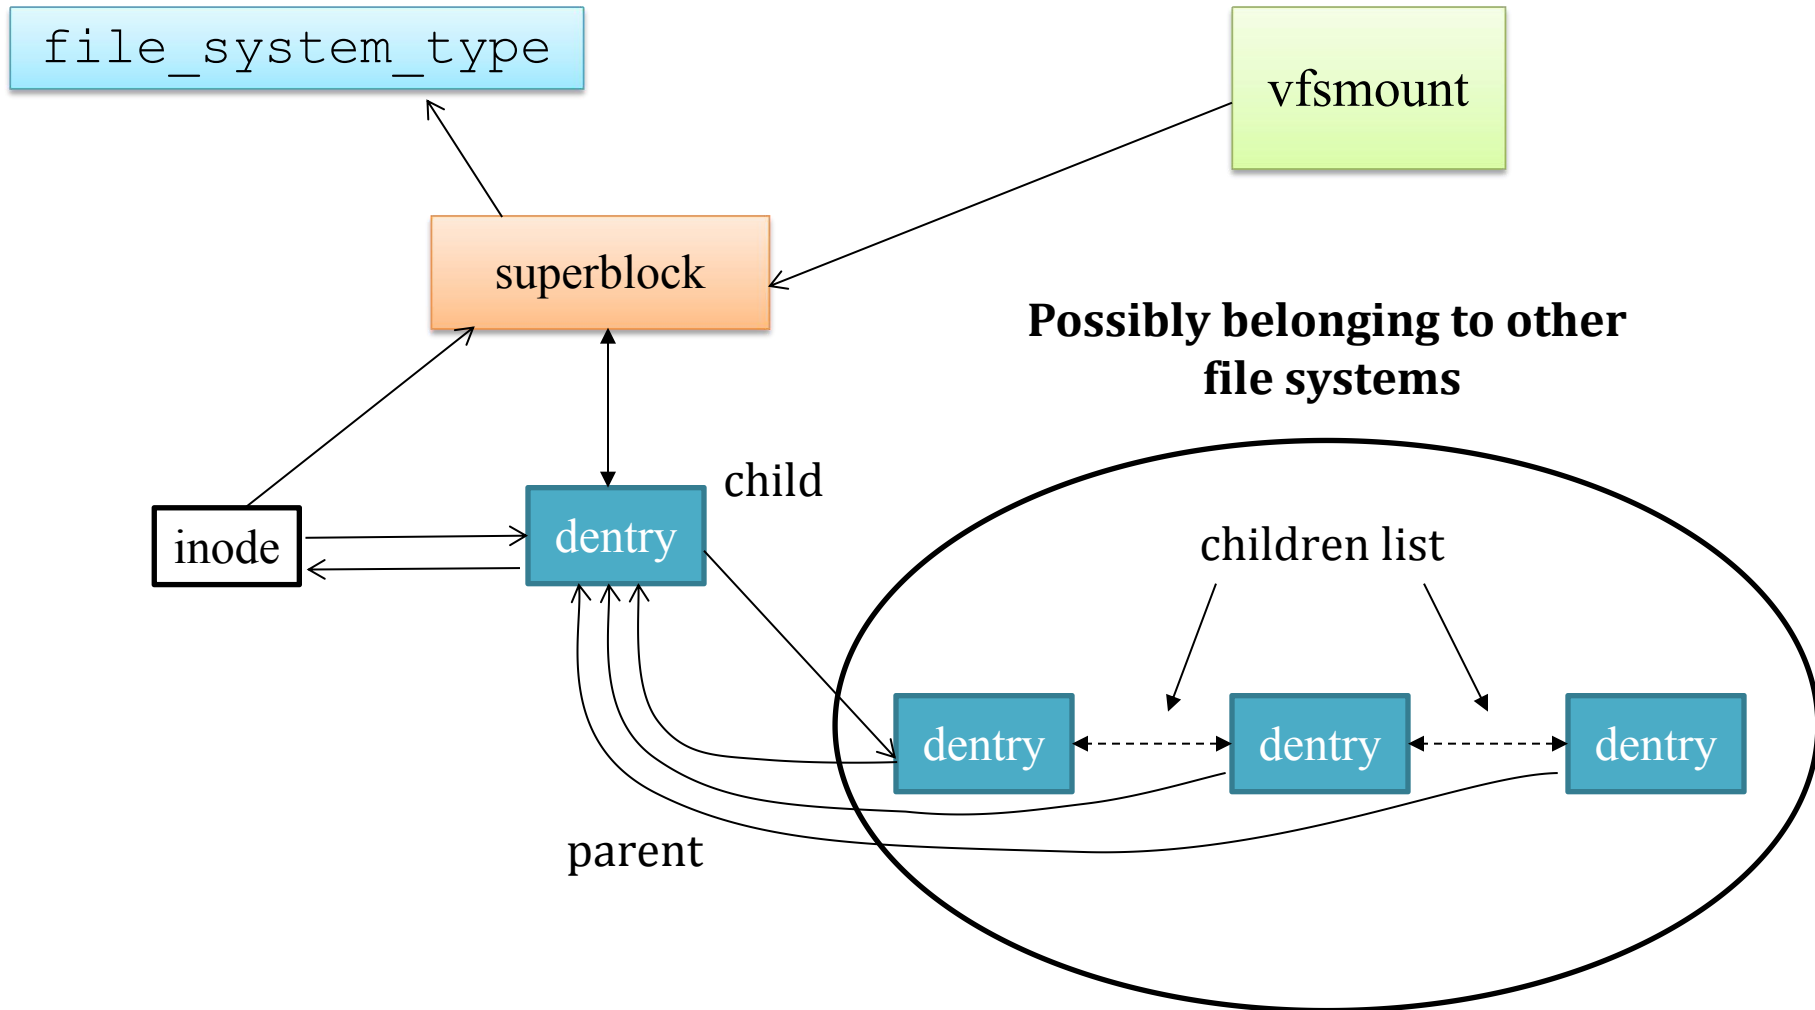 file_system_type
vfsmount
superblock
Possibly belonging to other
file systems
child
inode
dentry
children list
dentry
dentry
dentry
parent